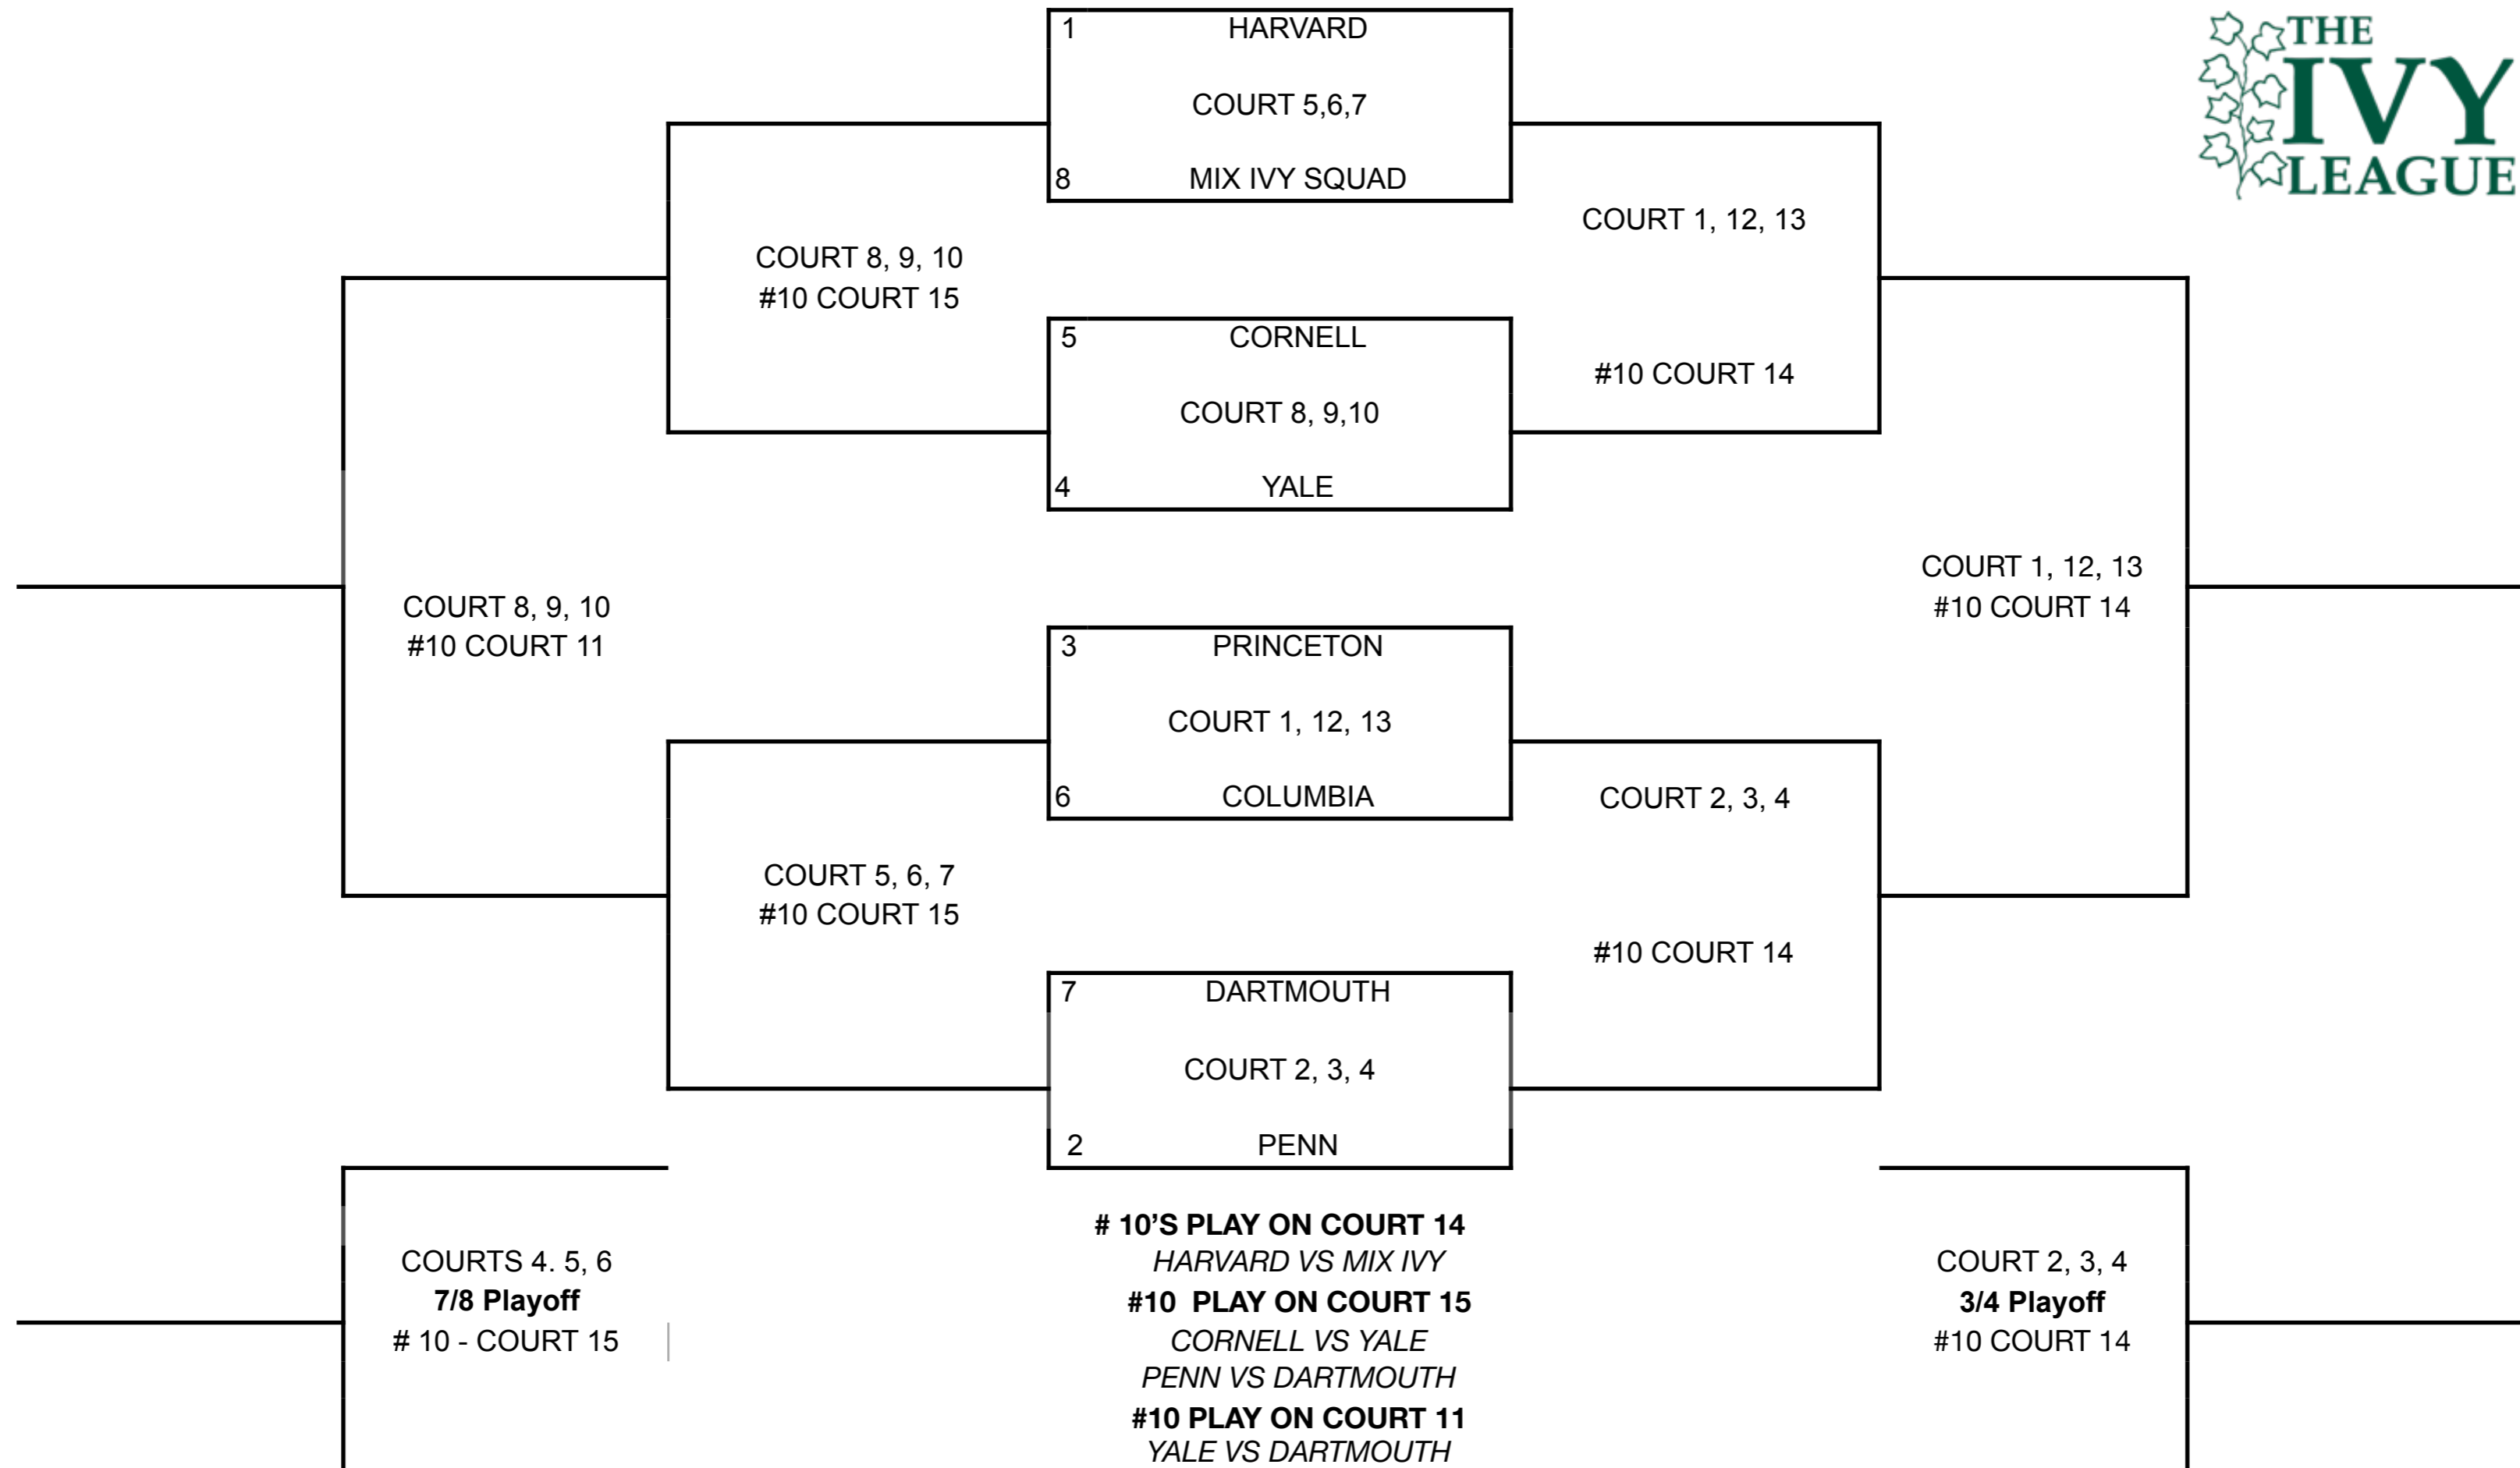 1 HARVARD
COURT 5,6,7
8 MIX IVY SQUAD
THE
IVY
LEAGUE
COURT 1, 12, 13
COURT 8, 9, 10
#10 COURT 15
5 CORNELL
#10 COURT 14
COURT 8, 9,10
4 YALE
COURT 1, 12, 13
#10 COURT 14
COURT 8, 9, 10
#10 COURT 11
3 PRINCETON
COURT 1, 12, 13
6 COLUMBIA
COURT 2, 3, 4
COURT 5, 6, 7
#10 COURT 15
#10 COURT 14
7 DARTMOUTH
COURT 2, 3, 4
2 PENN
# 10’S PLAY ON COURT 14
HARVARD VS MIX IVY
#10 PLAY ON COURT 15
CORNELL VS YALE
PENN VS DARTMOUTH
#10 PLAY ON COURT 11
YALE VS DARTMOUTH
COURTS 4. 5, 6
7/8 Playoff
# 10 - COURT 15
COURT 2, 3, 4
3/4 Playoff
#10 COURT 14